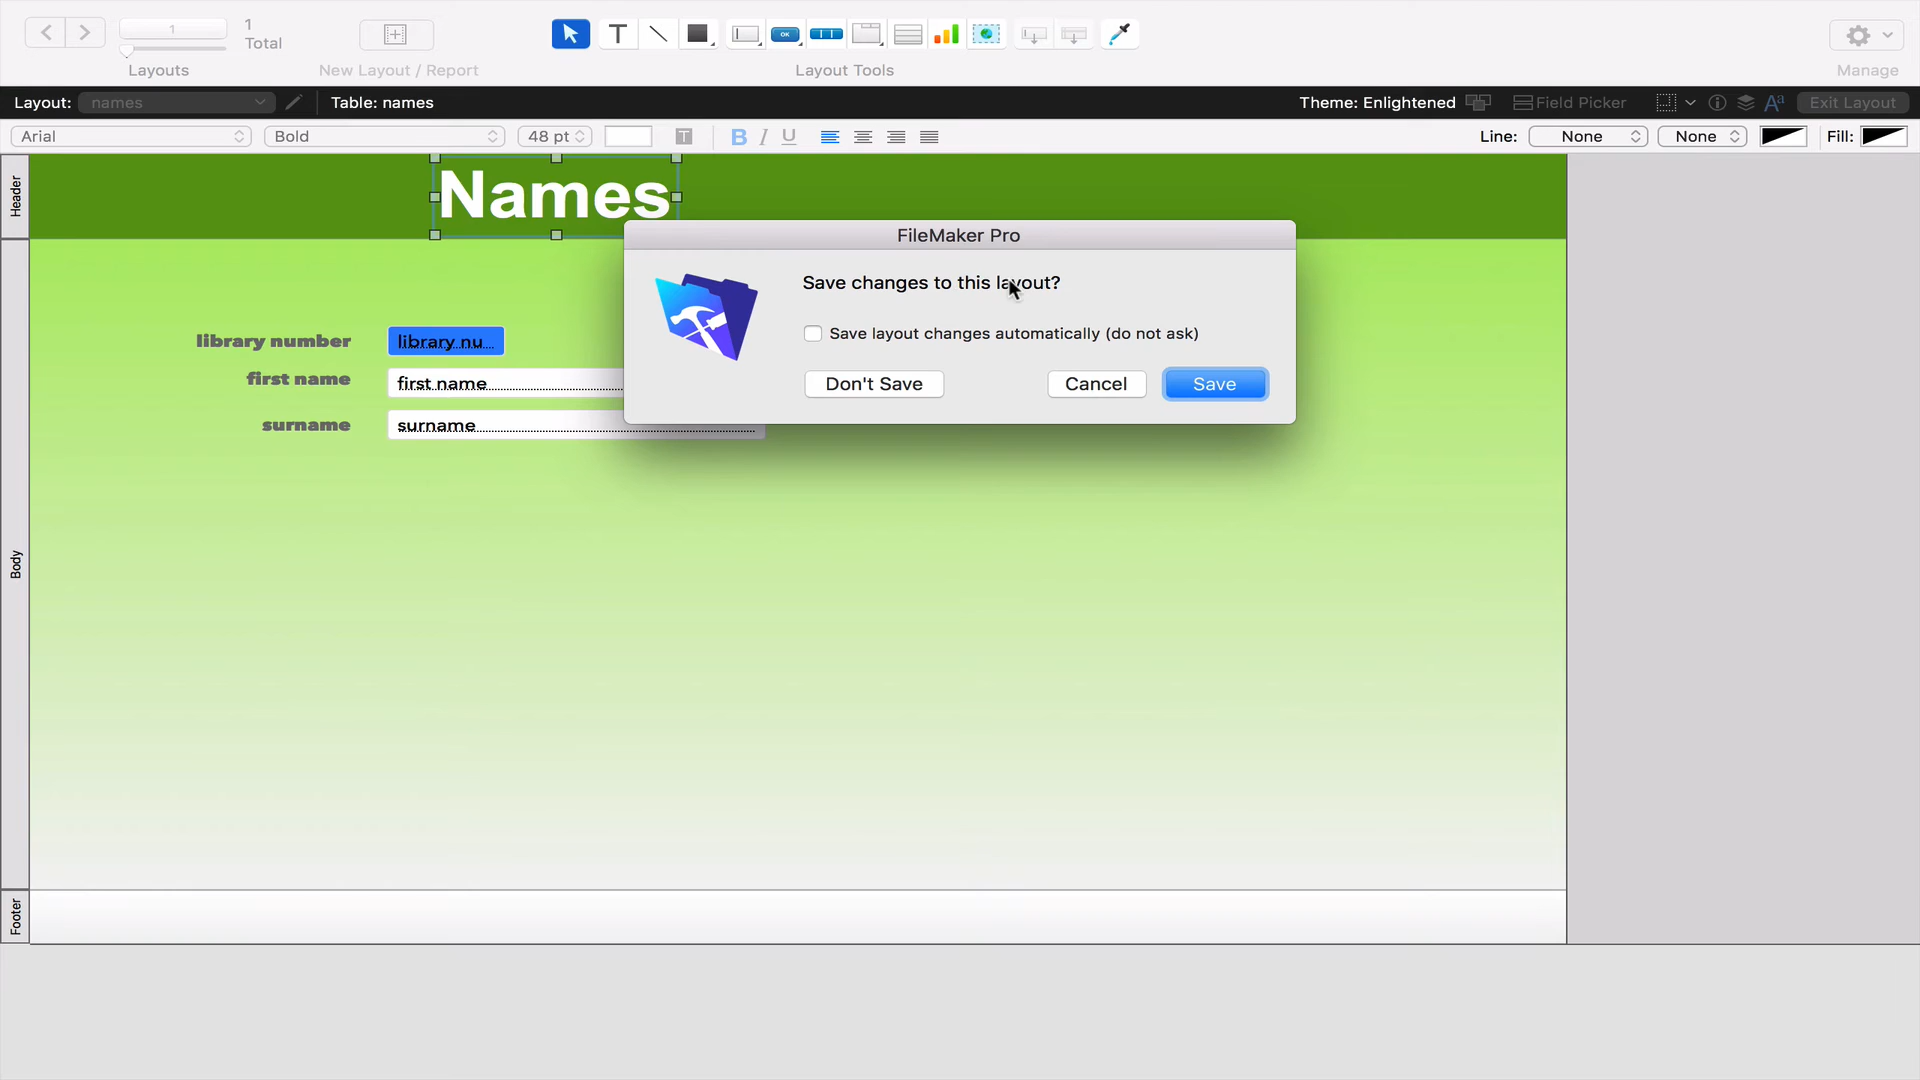 1
1
Total
Layouts
New Layout / Report
OK
Layout Tools
Manage
Layout: names
Table: names
Theme: Enlightened
Field Picker
Aª
Exit Layout
Arial
Bold
48 pt
T
B I U
Line: None
None
Fill:
Header
Names
FileMaker Pro
Save changes to this layout?
Save layout changes automatically (do not ask)
Don't Save
Cancel
Save
library number
library nu
first name
first name
surname
surname
Body
Footer